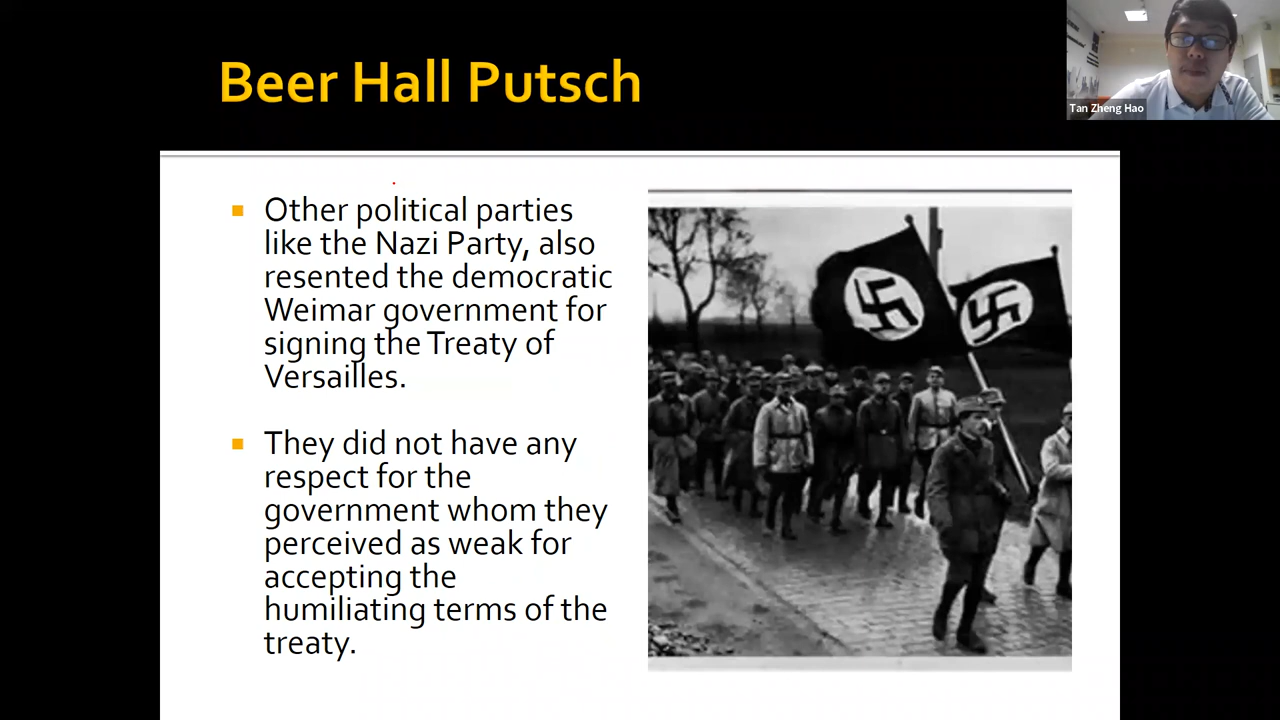 Beer Hall Putsch
Tan Zheng Hao
Other political parties
like the Nazi Party, also
resented the democratic
Weimar government for
signing the Treaty of
Versailles.
They did not have any
respect for the
government whom they
perceived as weak for
accepting the
humiliating terms of the
treaty.